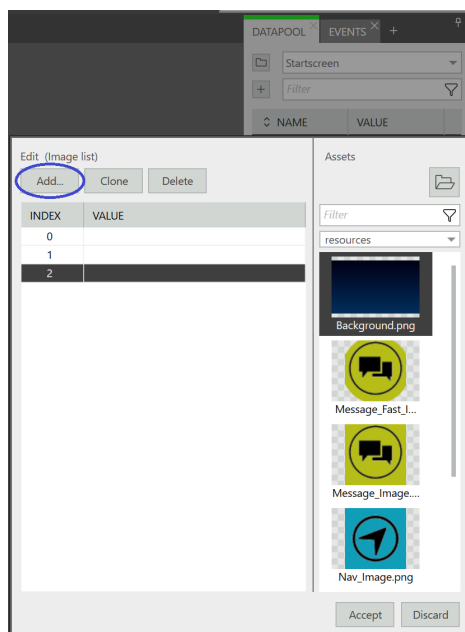 DATAPOOL EVENTS +
Startscreen
+ Filter
NAME VALUE
Edit (Image list)
Assets
Add... Clone Delete
Filter
INDEX VALUE
resources
0
1
2
Background.png
Message_Fast_I...
Message_Image....
Nav_Image.png
Accept Discard